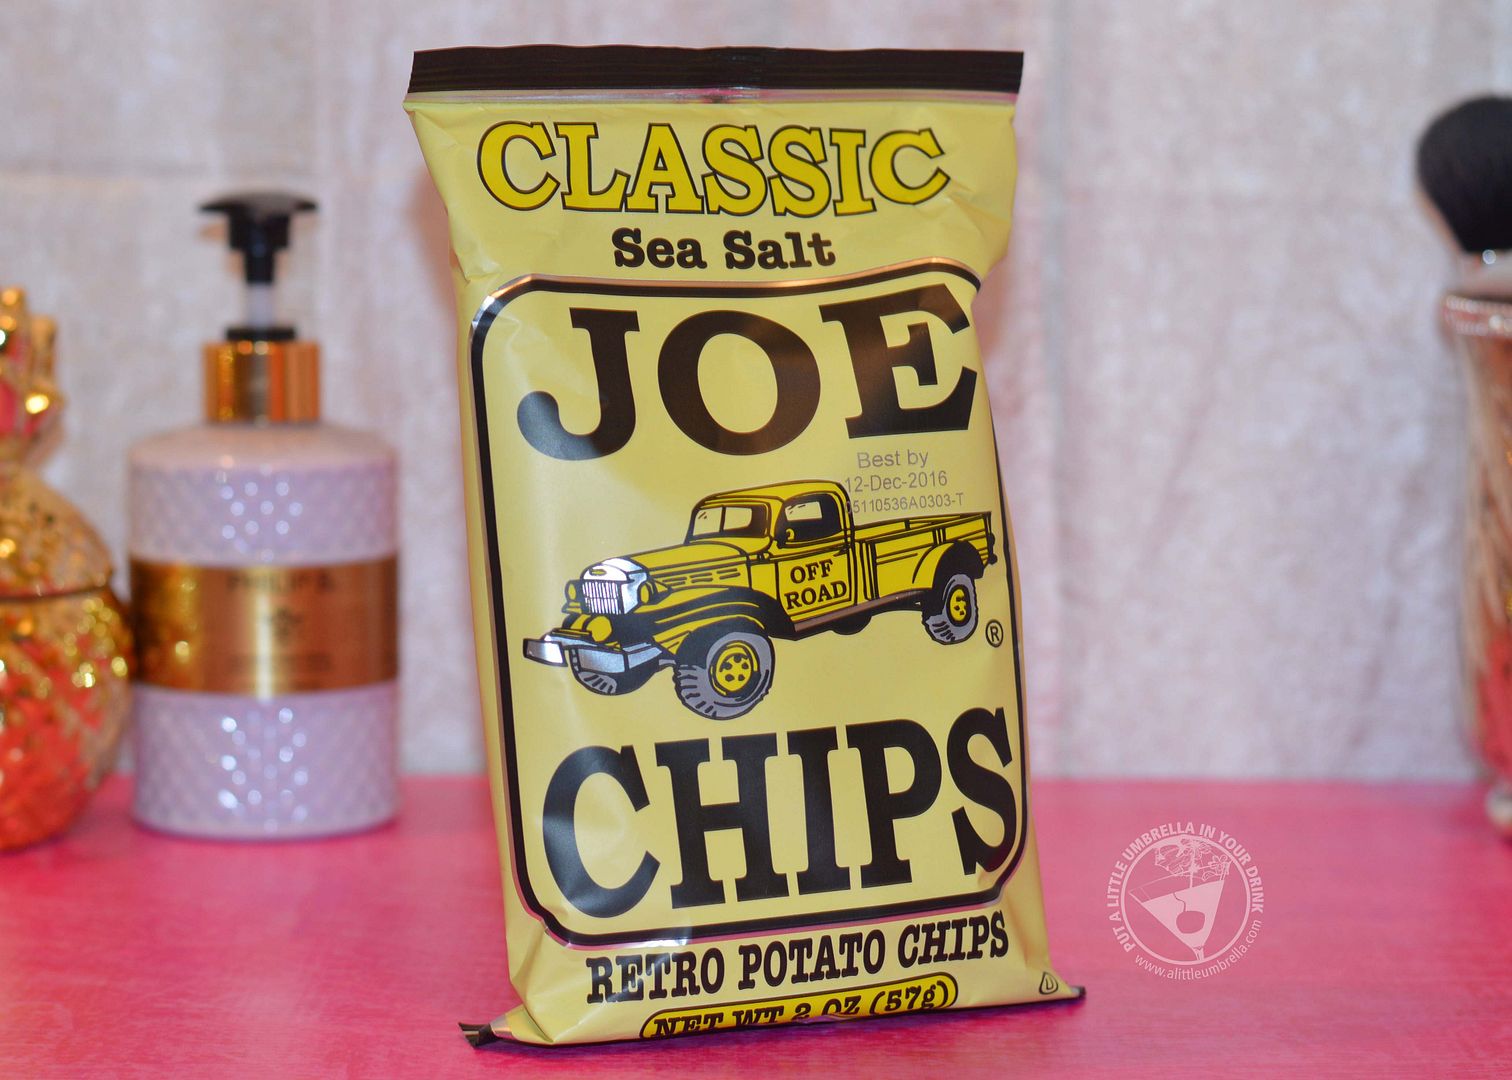 CLASSIC
Sea Salt
JOE
Best by
12-Dec-2016
05110536A0303-T
OFF
ROAD
®
CHIPS
RETRO POTATO CHIPS
NET WT 2 OZ (57g)
U
PUT A LITTLE UMBRELLA IN YOUR DRINK
www.alittleumbrella.com